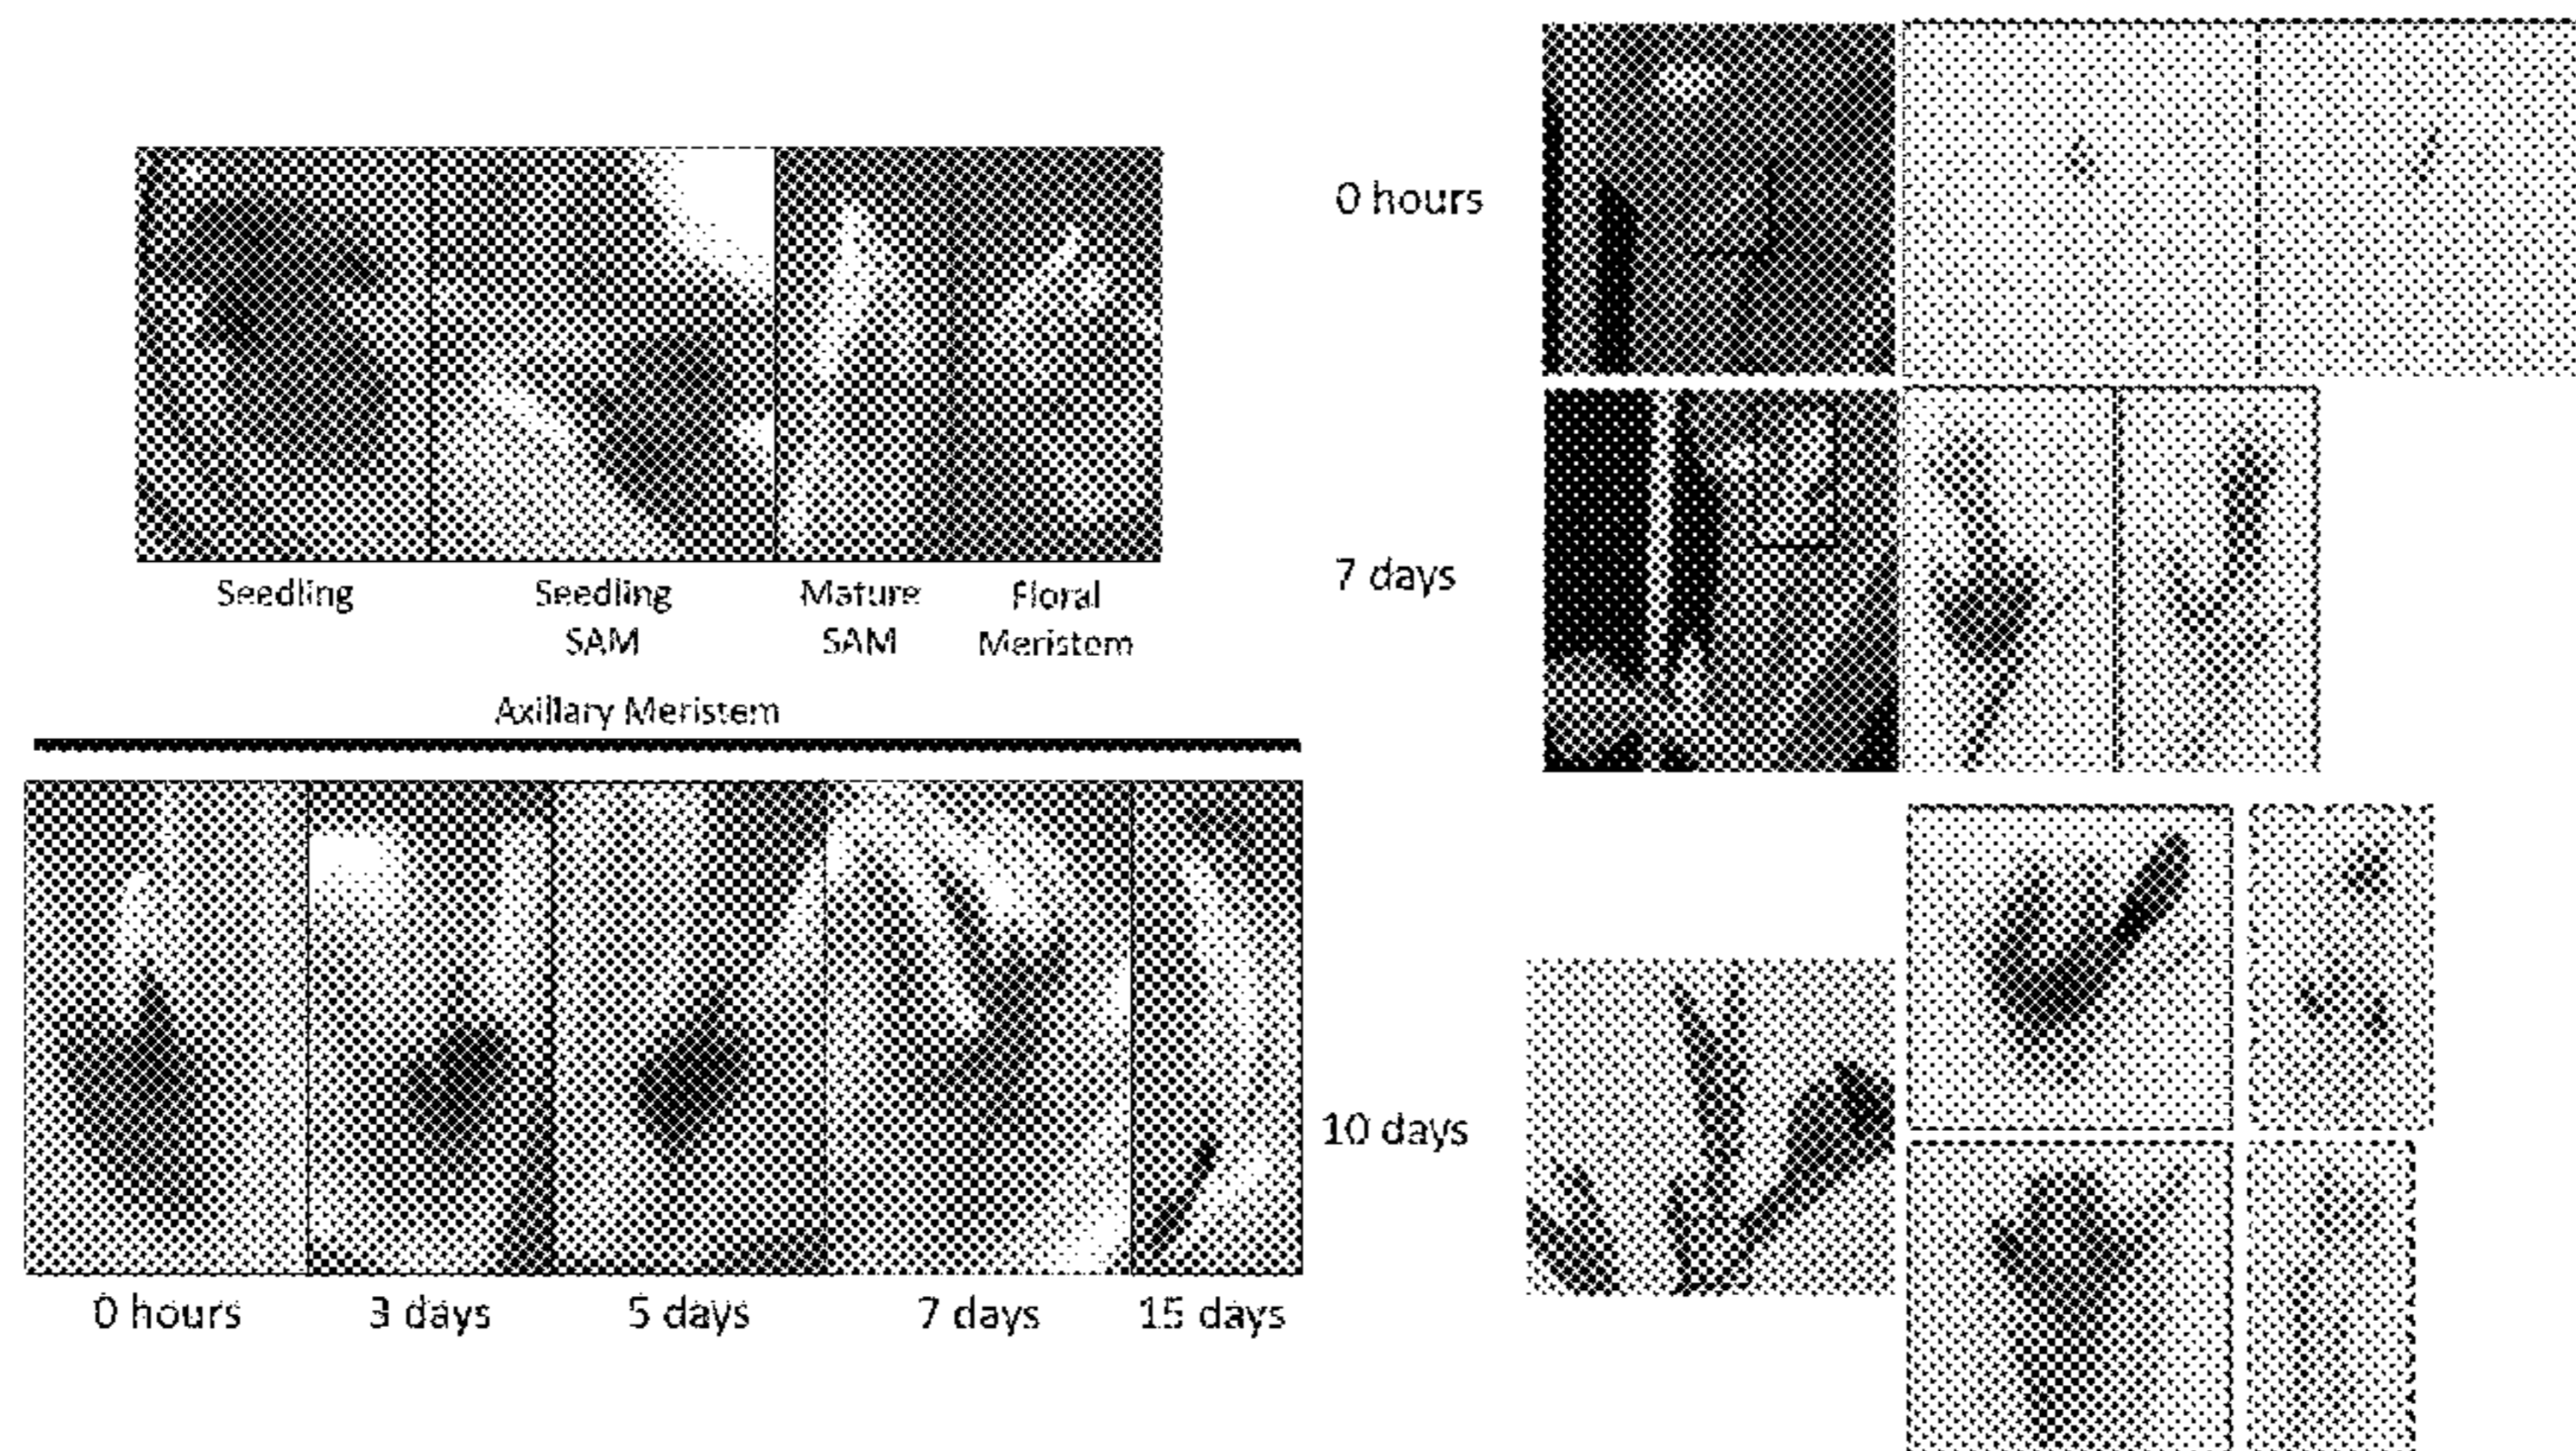 Seedling
Seedling
SAM
Mature
SAM
Floral
Meristem
Axillary Meristem
0 hours
3 days
5 days
7 days
15 days
0 hours
7 days
10 days